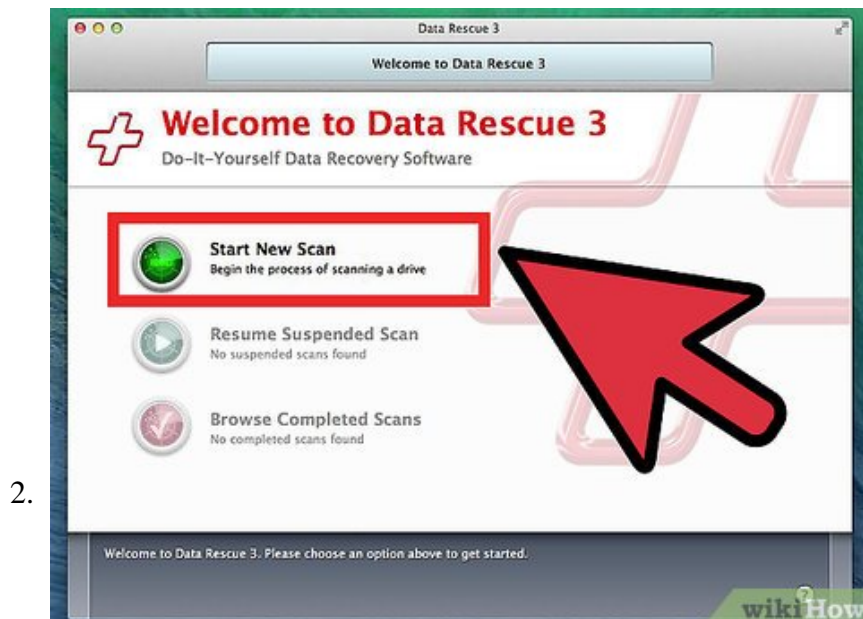 Data Rescue 3
Welcome to Data Rescue 3
Welcome to Data Rescue 3
Do-It-Yourself Data Recovery Software
Start New Scan
Begin the process of scanning a drive
Resume Suspended Scan
No suspended scans found
Browse Completed Scans
No completed scans found
2.
Welcome to Data Rescue 3. Please choose an option above to get started.
?
wikiHow